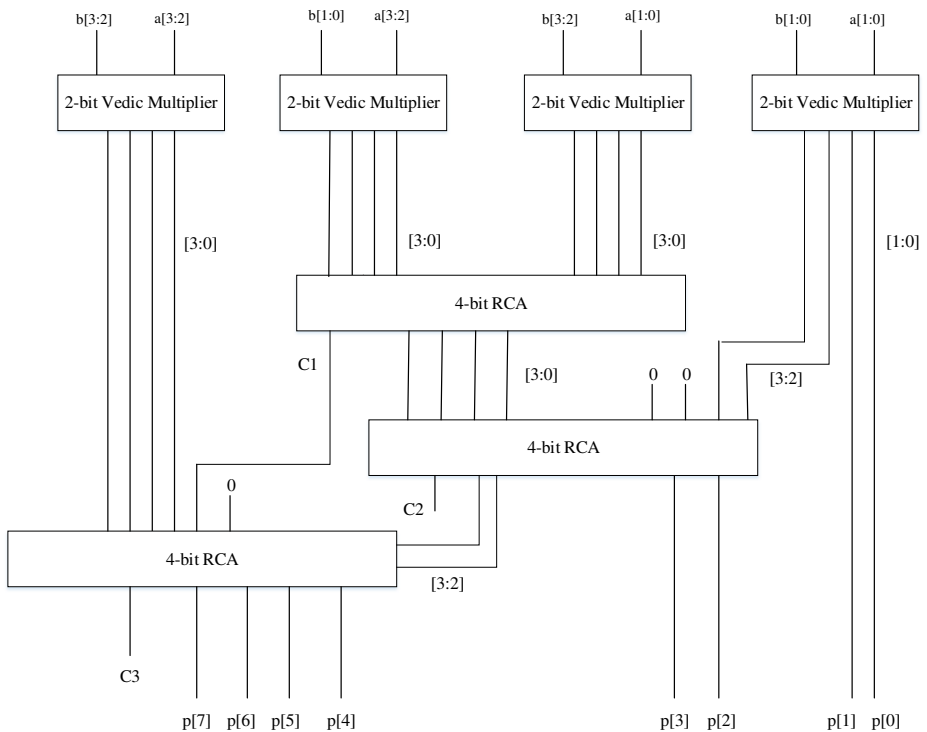 b[3:2] a[3:2] b[1:0] a[3:2] b[3:2] a[1:0] b[1:0] a[1:0]
2-bit Vedic Multiplier 2-bit Vedic Multiplier 2-bit Vedic Multiplier 2-bit Vedic Multiplier
[3:0] [3:0] [3:0] [1:0]
4-bit RCA
C1 [3:0] 0 0 [3:2]
4-bit RCA
0 C2
4-bit RCA
[3:2]
C3
p[7] p[6] p[5] p[4] p[3] p[2] p[1] p[0]